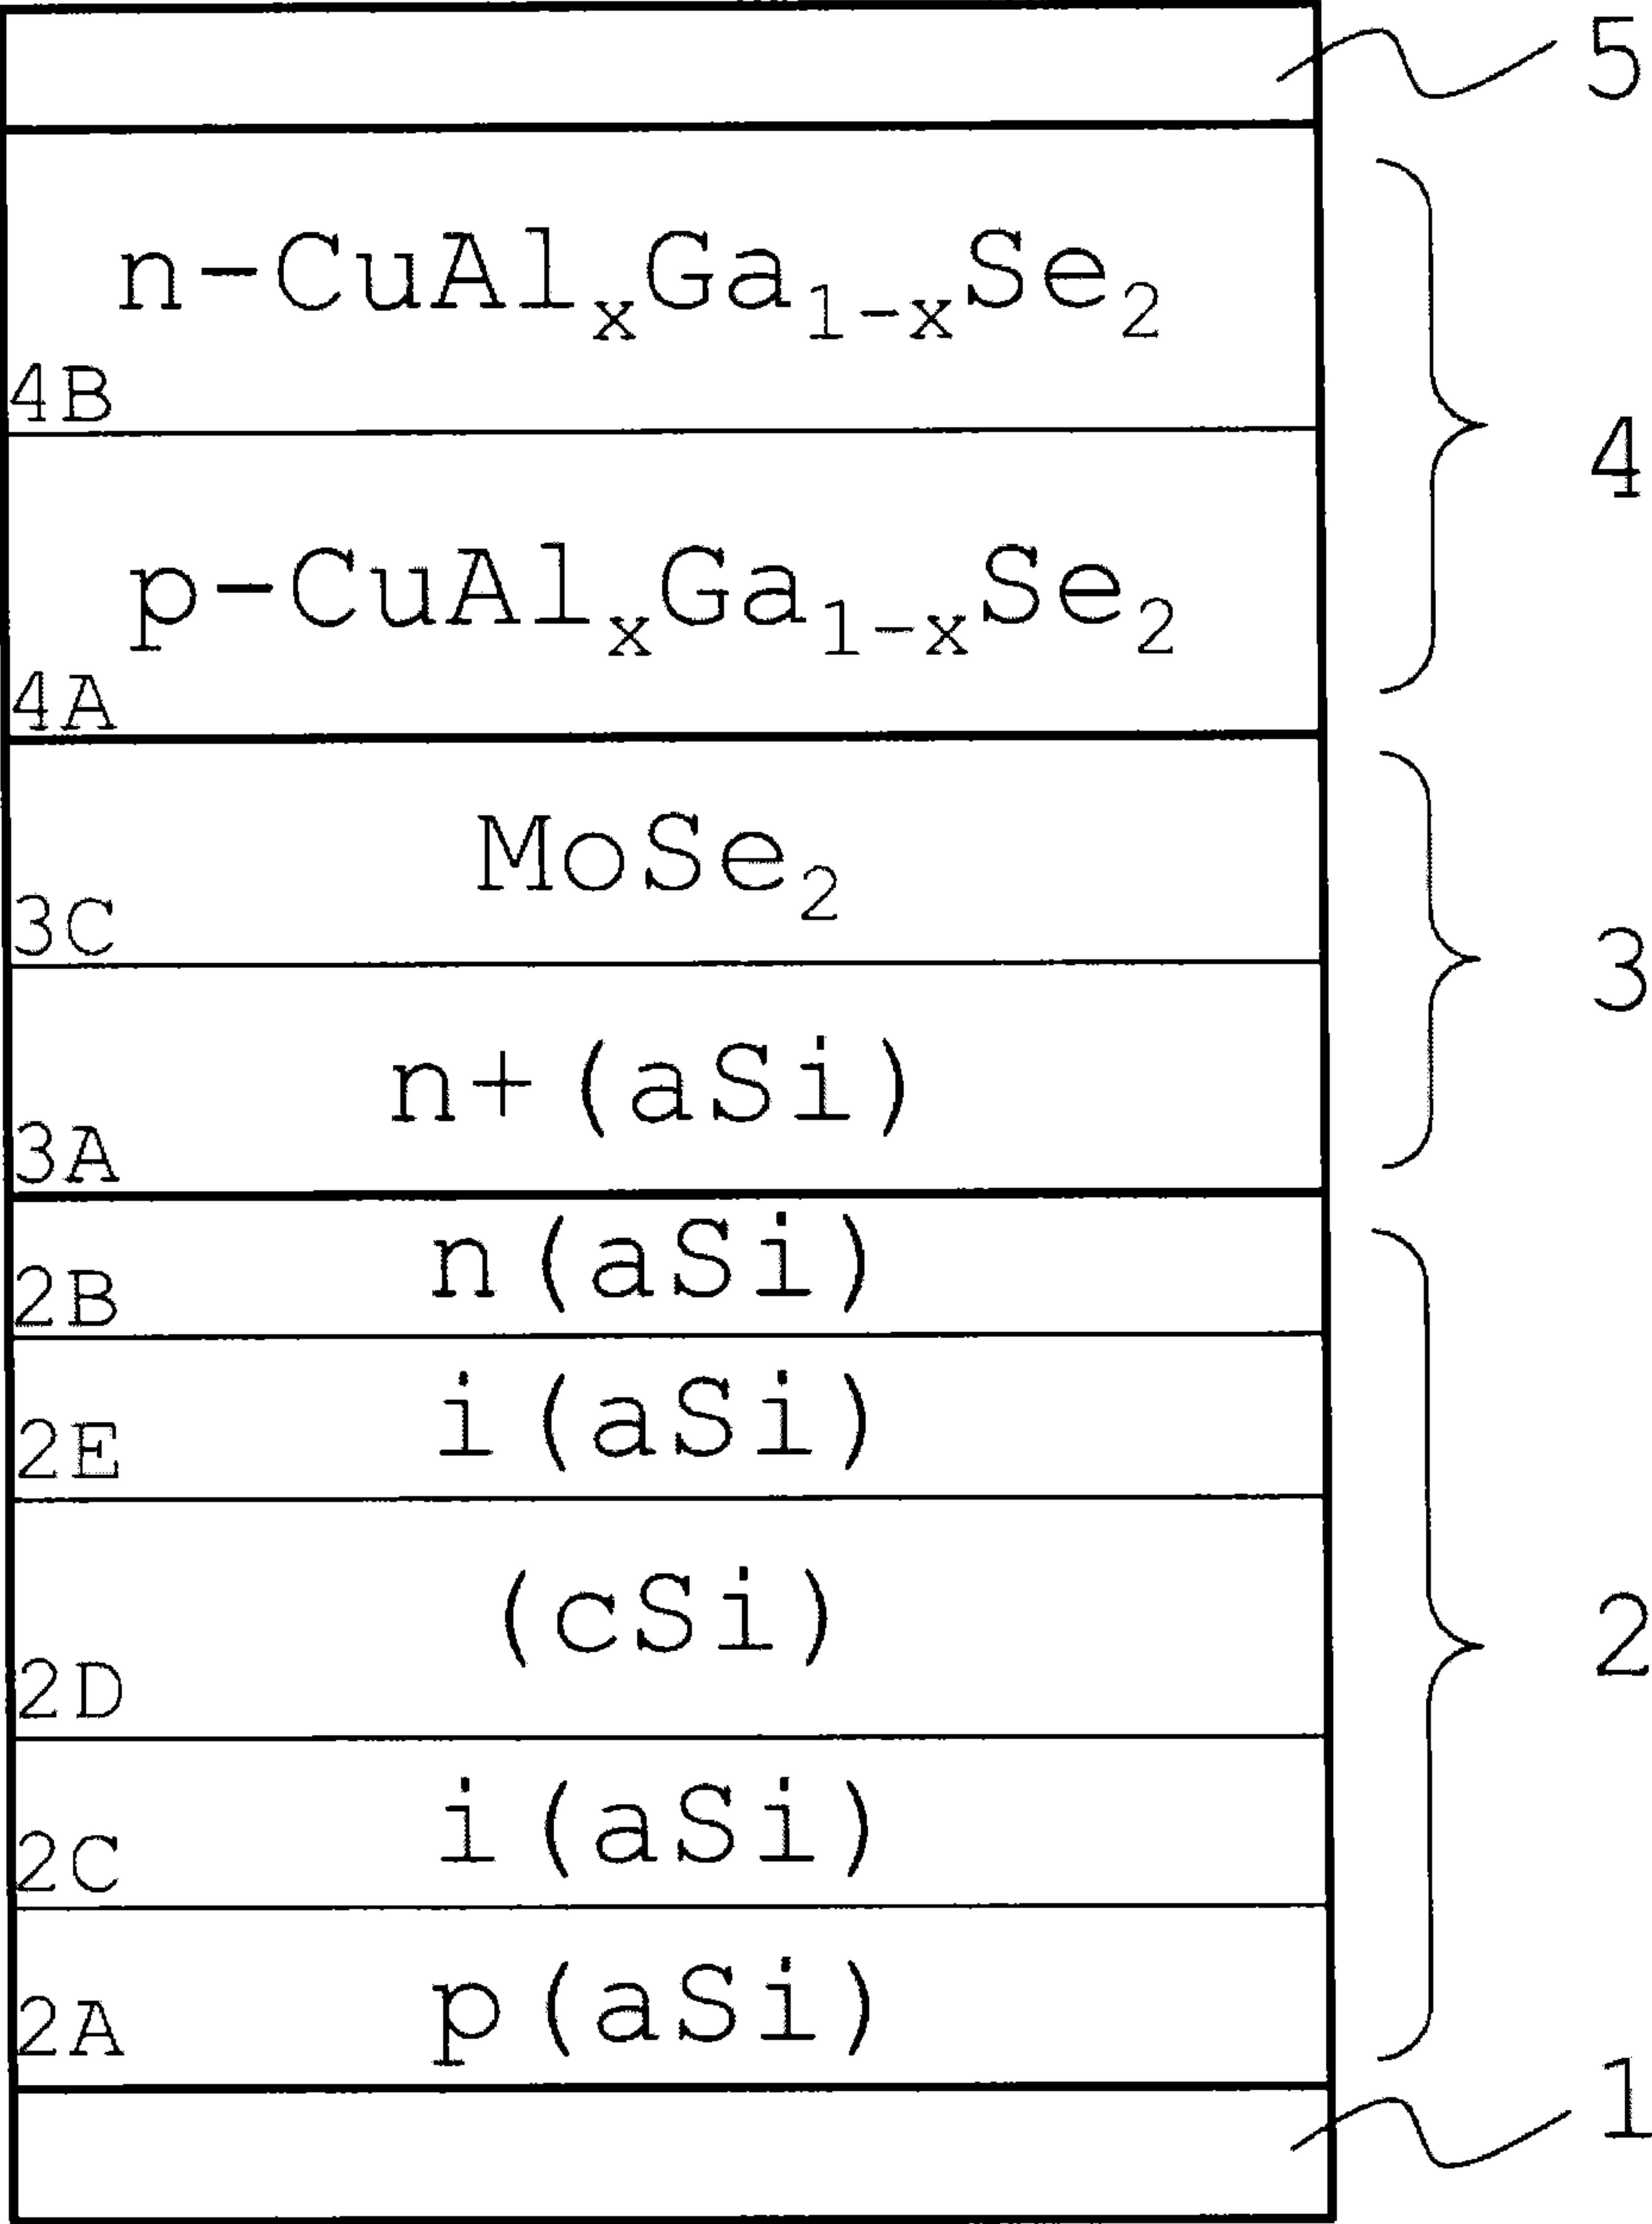 5
n-CuAlₓGa₁₋ₓSe₂
4B
4
p-CuAlₓGa₁₋ₓSe₂
4A
MoSe₂
3C
3
n+(aSi)
3A
n(aSi)
2B
i(aSi)
2E
(cSi)
2D
2
i(aSi)
2C
p(aSi)
2A
1